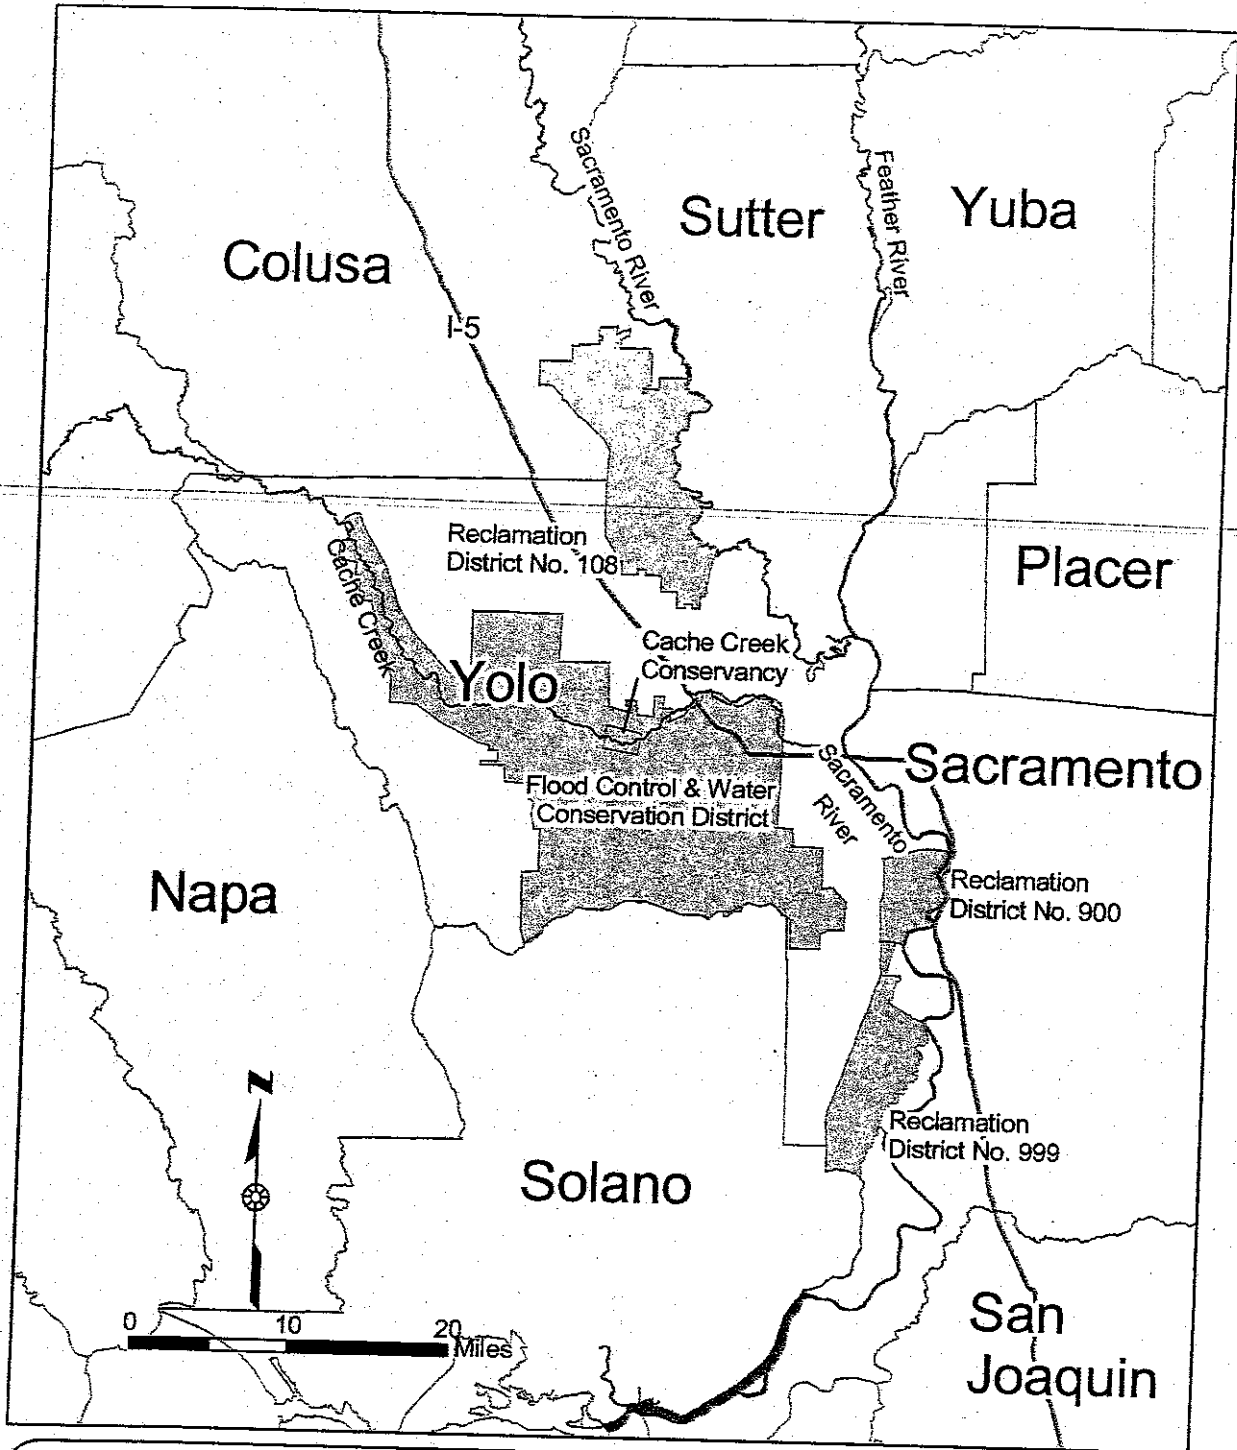 Sacramento River
Feather River
Sutter
Yuba
Colusa
I-5
Reclamation
District No. 108
Placer
Cache Creek
Cache Creek
Conservancy
Yolo
Sacramento
Sacramento
River
Flood Control & Water
Conservation District
Napa
Reclamation
District No. 900
N
Reclamation
District No. 999
Solano
0 10 20
Miles
San
Joaquin